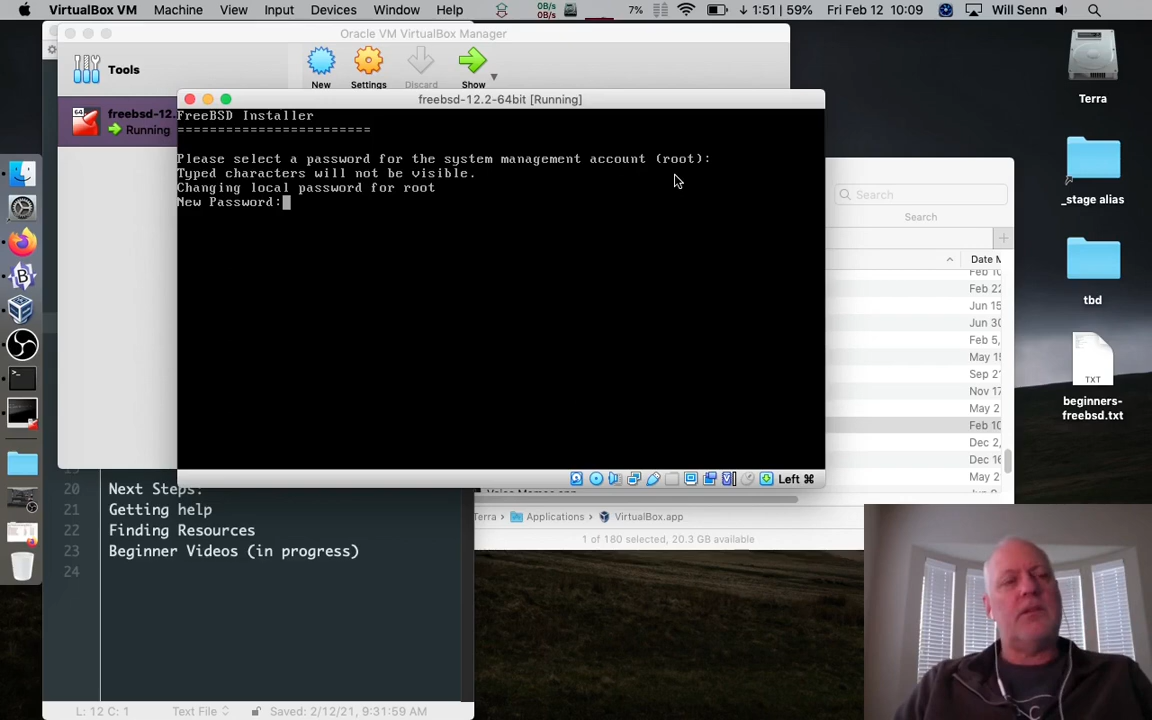 VirtualBox VM Machine View Input Devices Window Help 0B/s 0B/s 7% 1:51 | 59% Fri Feb 12 10:09 Will Senn
Oracle VM VirtualBox Manager
Tools
New Settings Discard Show
64
freebsd-12.
Running
freebsd-12.2-64bit [Running]
FreeBSD Installer
========================
Please select a password for the system management account (root):
Typed characters will not be visible.
Changing local password for root
New Password:
Left ⌘
Search
Search
Date M
Feb 10
Feb 22
Jun 15
Jun 30
Feb 5,
May 15
Sep 21
Nov 17
May 2
Feb 10
Dec 2,
Dec 16
May 2
Terra Applications VirtualBox.app
1 of 180 selected, 20.3 GB available
20 Next Steps:
21 Getting help
22 Finding Resources
23 Beginner Videos (in progress)
24
L: 12 C: 1 Text File Saved: 2/12/21, 9:31:59 AM
Terra
_stage alias
tbd
TXT
beginners-
freebsd.txt